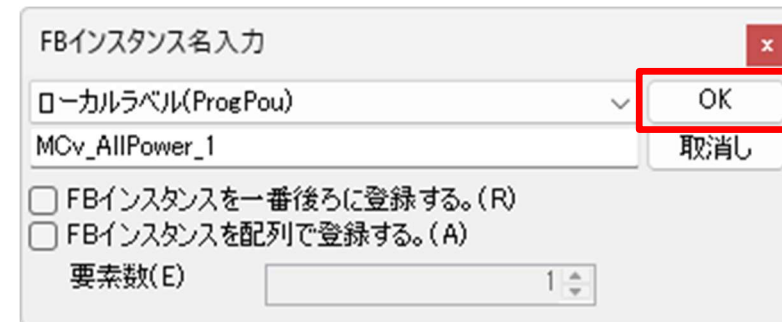 FBインスタンス名入力
x
ローカルラベル(ProgPou)
OK
MCv_AllPower_1
取消し
FBインスタンスを一番後ろに登録する。(R)
FBインスタンスを配列で登録する。(A)
要素数(E)
1